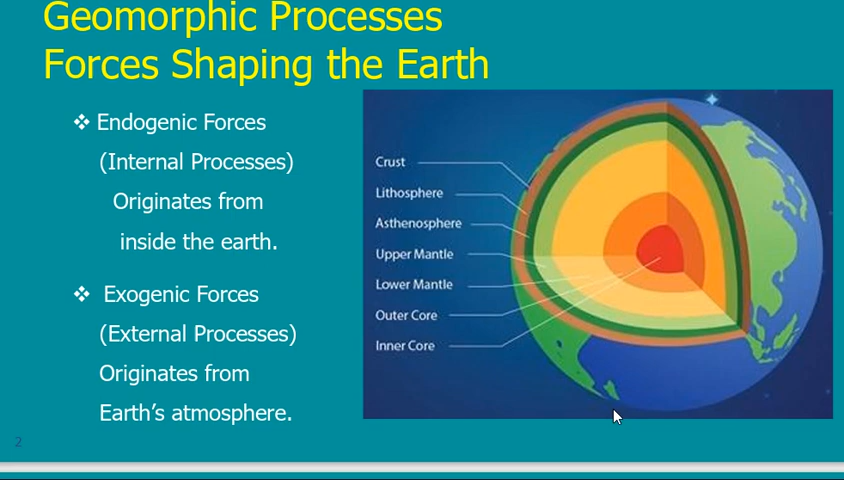 Geomorphic Processes
Forces Shaping the Earth
❖ Endogenic Forces
(Internal Processes)
Originates from
inside the earth.
❖ Exogenic Forces
(External Processes)
Originates from
Earth’s atmosphere.
Crust
Lithosphere
Asthenosphere
Upper Mantle
Lower Mantle
Outer Core
Inner Core
2